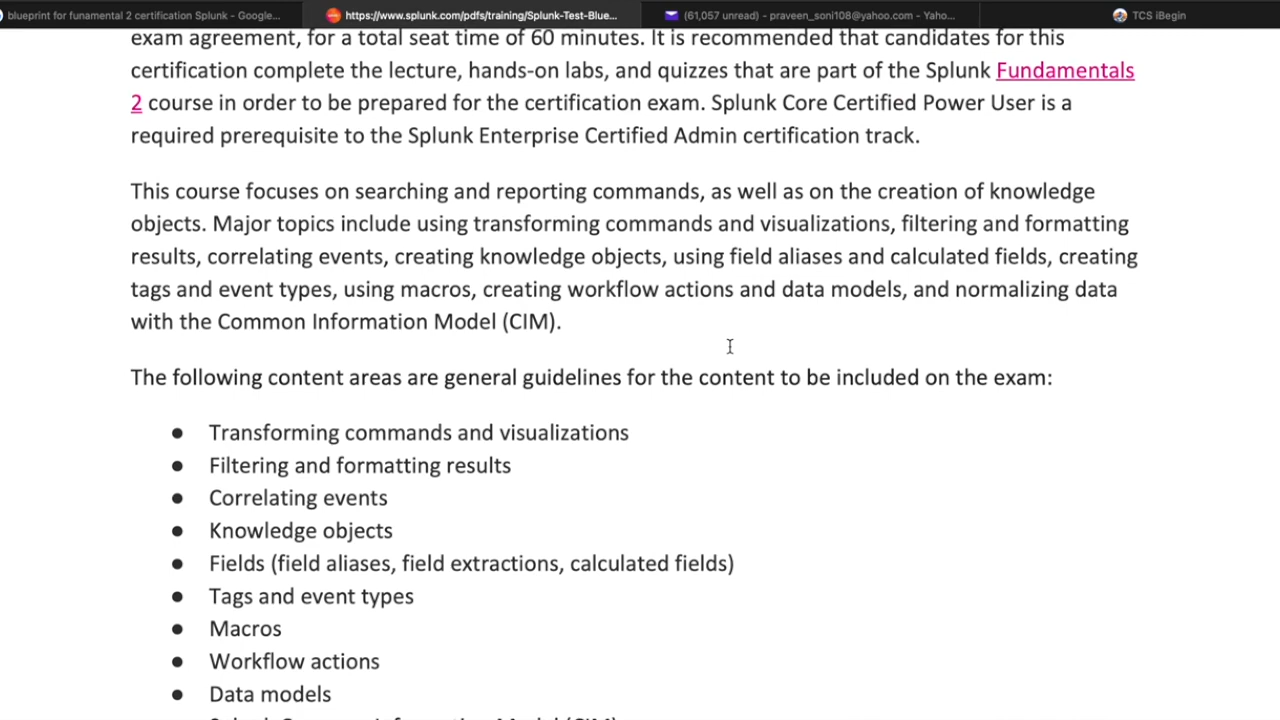 blueprint for funamental 2 certification Splunk - Google...
https://www.splunk.com/pdfs/training/Splunk-Test-Blue...
(61,057 unread) - praveen_soni108@yahoo.com - Yaho...
TCS iBegin
exam agreement, for a total seat time of 60 minutes. It is recommended that candidates for this
certification complete the lecture, hands-on labs, and quizzes that are part of the Splunk Fundamentals
2 course in order to be prepared for the certification exam. Splunk Core Certified Power User is a
required prerequisite to the Splunk Enterprise Certified Admin certification track.
This course focuses on searching and reporting commands, as well as on the creation of knowledge
objects. Major topics include using transforming commands and visualizations, filtering and formatting
results, correlating events, creating knowledge objects, using field aliases and calculated fields, creating
tags and event types, using macros, creating workflow actions and data models, and normalizing data
with the Common Information Model (CIM).
The following content areas are general guidelines for the content to be included on the exam:
● Transforming commands and visualizations
● Filtering and formatting results
● Correlating events
● Knowledge objects
● Fields (field aliases, field extractions, calculated fields)
● Tags and event types
● Macros
● Workflow actions
● Data models